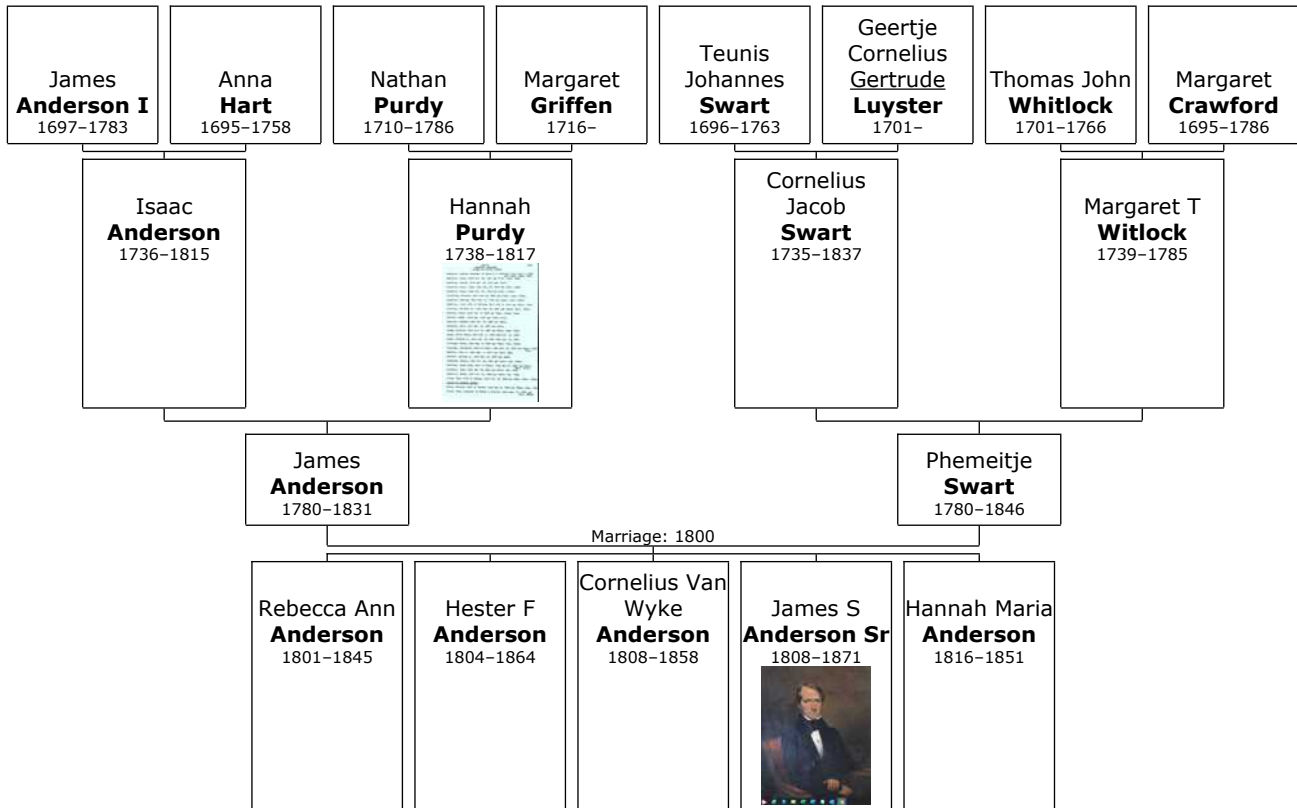 James
Anderson I
1697–1783
Anna
Hart
1695–1758
Nathan
Purdy
1710–1786
Margaret
Griffen
1716–
Teunis
Johannes
Swart
1696–1763
Geertje
Cornelius
Gertrude
Luyster
1701–
Thomas John
Whitlock
1701–1766
Margaret
Crawford
1695–1786
Isaac
Anderson
1736–1815
Hannah
Purdy
1738–1817
Cornelius
Jacob
Swart
1735–1837
Margaret T
Witlock
1739–1785
James
Anderson
1780–1831
Phemeitje
Swart
1780–1846
Marriage: 1800
Rebecca Ann
Anderson
1801–1845
Hester F
Anderson
1804–1864
Cornelius Van
Wyke
Anderson
1808–1858
James S
Anderson Sr
1808–1871
Hannah Maria
Anderson
1816–1851